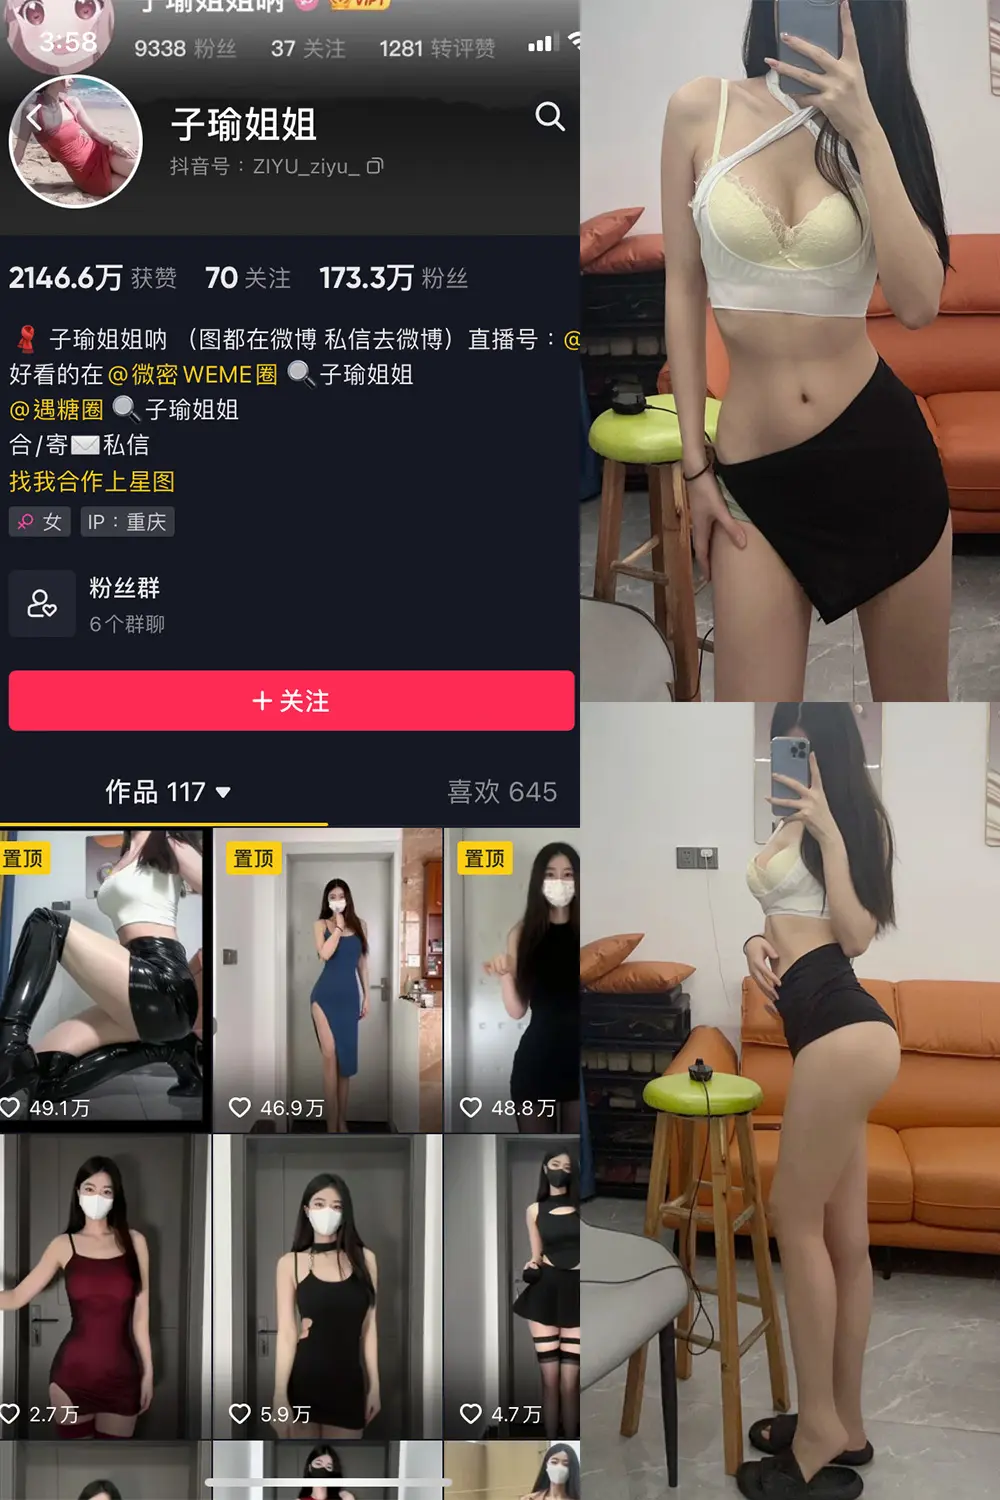 子瑜姐姐呐 VIP1
3:58
9338 粉丝 37 关注 1281 转评赞
子瑜姐姐
抖音号：ZIYU_ziyu_
2146.6万 获赞 70 关注 173.3万 粉丝
子瑜姐姐呐 （图都在微博 私信去微博）直播号：@
好看的在 @微密WEME圈 🔍子瑜姐姐
@遇糖圈 🔍子瑜姐姐
合/寄✉️私信
找我合作上星图
女 IP：重庆
粉丝群
6个群聊
+ 关注
作品 117 喜欢 645
置顶 置顶 置顶
49.1万 46.9万 48.8万
2.7万 5.9万 4.7万